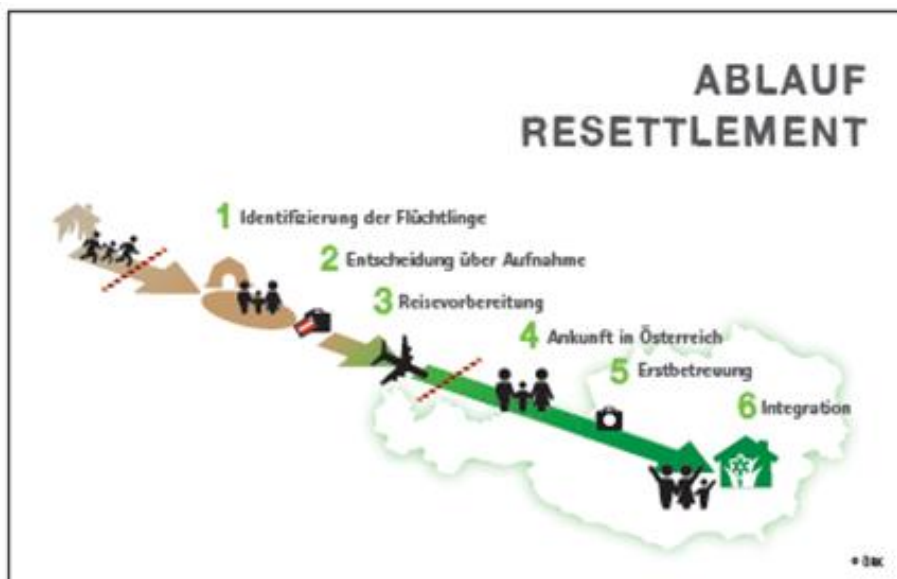 ABLAUF
RESETTLEMENT
1 Identifizierung der Flüchtlinge
2 Entscheidung über Aufnahme
3 Reisevorbereitung
4 Ankunft in Österreich
5 Erstbetreuung
6 Integration